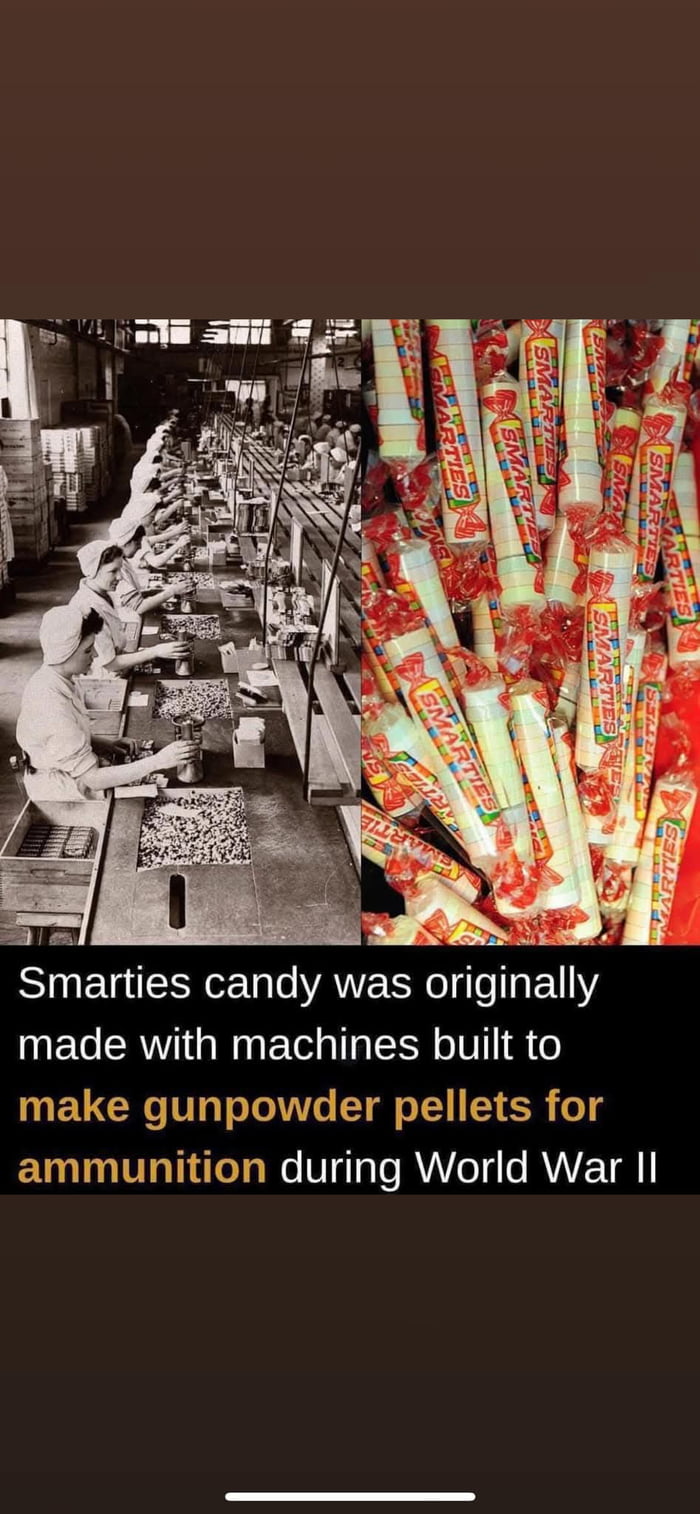 SMARTIES
SMARTIES
SMARTIES
SMARTIES
SMARTIES
SMARTIES
SMARTIES
Smarties candy was originally
made with machines built to
make gunpowder pellets for
ammunition during World War II